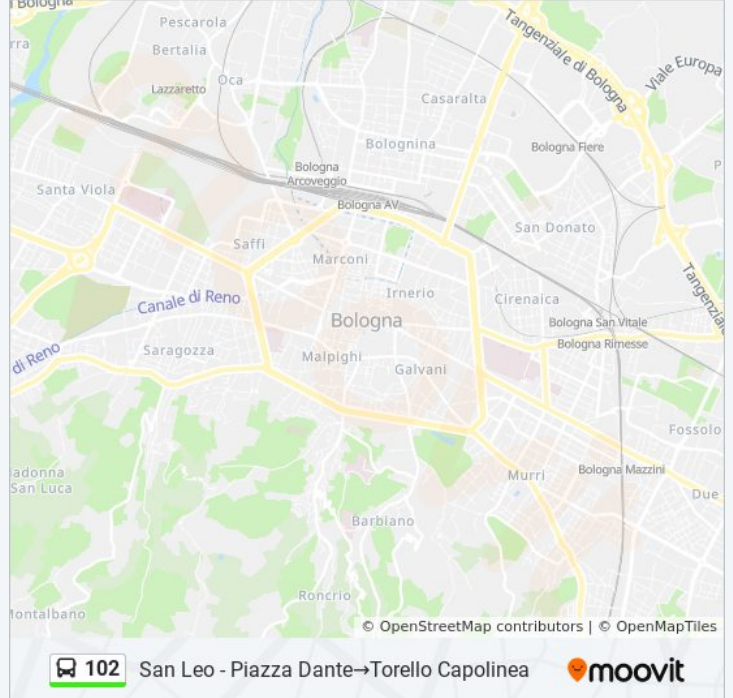 i Bologna
Pescarola
Tangenziale di Bologna
rra
Bertalia
Viale Europa
Oca
Lazzaretto
Casaralta
Bolognina
Bologna Fiere
Bologna
Arcoveggio
P
Santa Viola
Bologna AV
San Donato
Saffi
Marconi
Tangenziale
Irnerio
Canale di Reno
Cirenaica
Bologna
Bologna San Vitale
Bologna Rimesse
di Reno
Saragozza
Malpighi
Galvani
Fossolo
adonna
San Luca
Murri
Bologna Mazzini
Due
Barbiano
Roncrio
Montalbano
© OpenStreetMap contributors | © OpenMapTiles
102 San Leo - Piazza Dante→Torello Capolinea
moovit